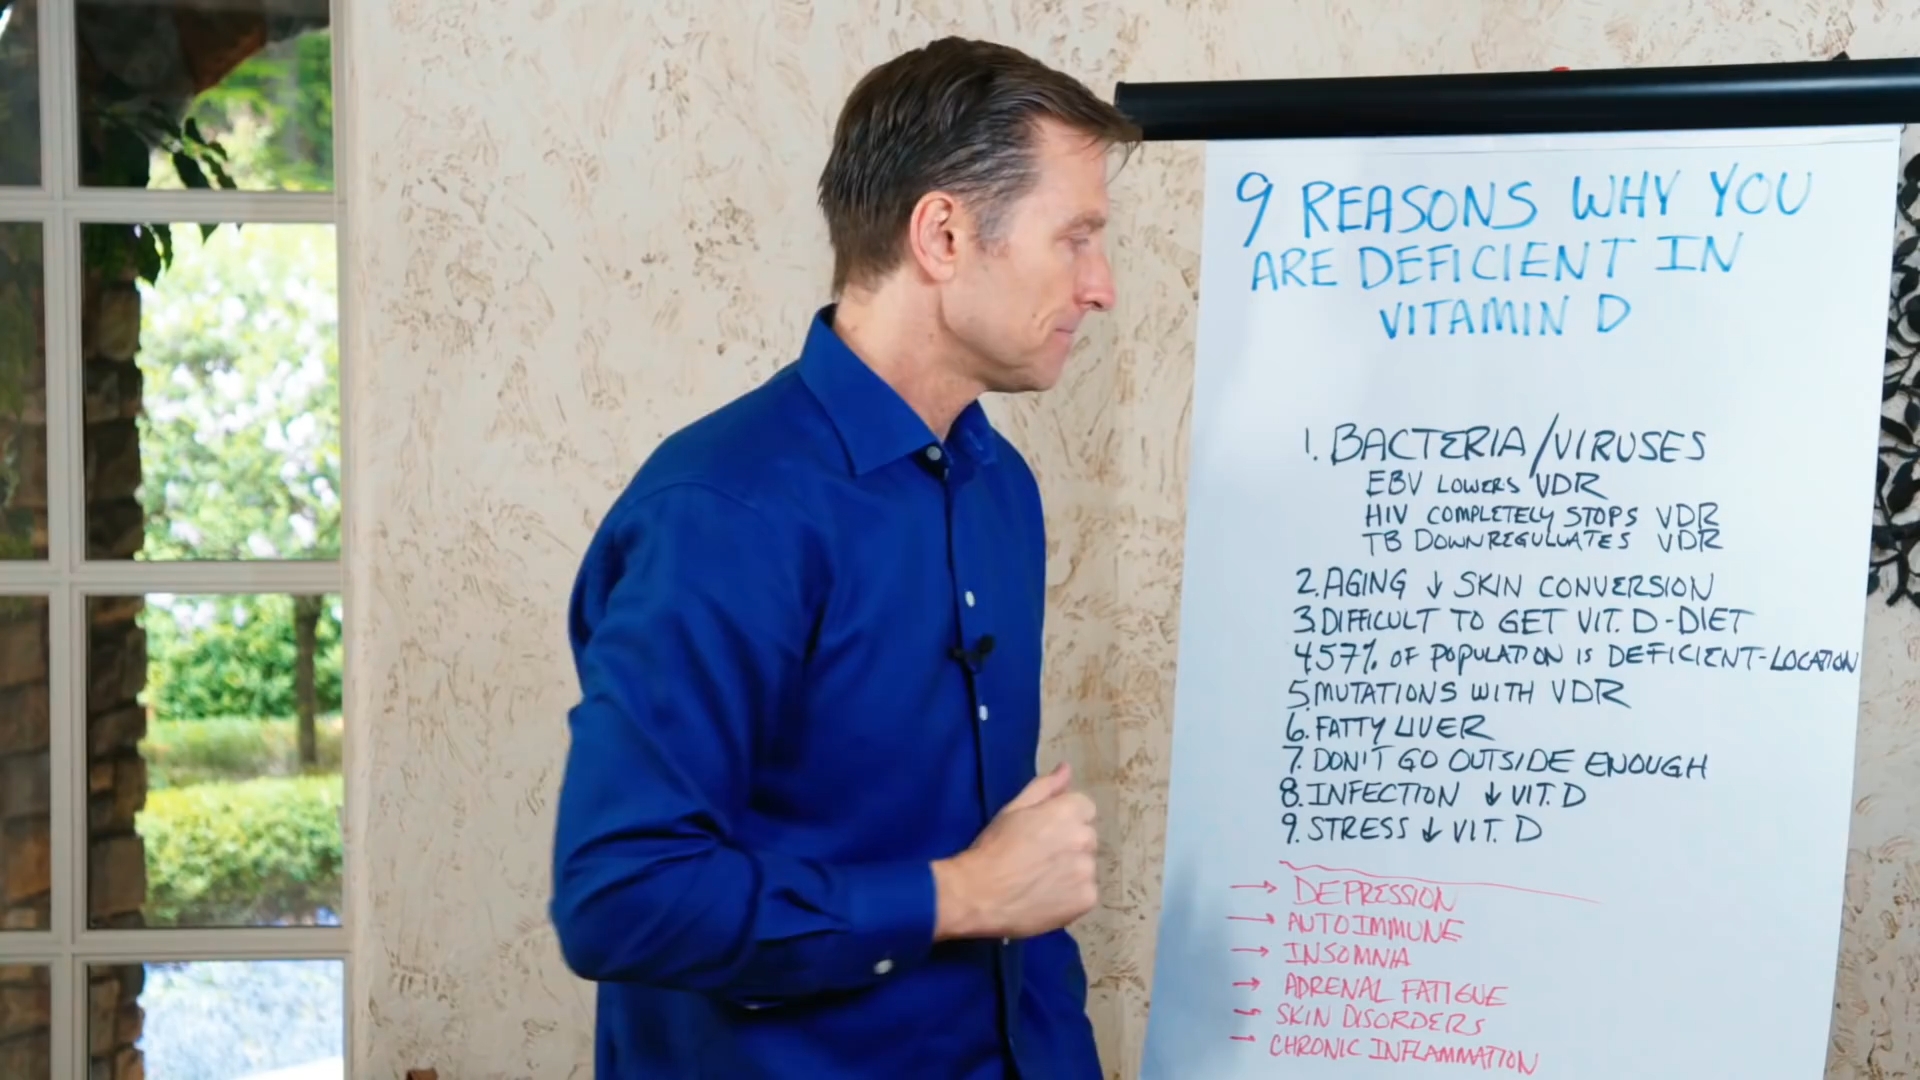 9 REASONS WHY YOU
ARE DEFICIENT IN
VITAMIN D
1. BACTERIA/VIRUSES
EBV LOWERS VDR
HIV COMPLETELY STOPS VDR
TB DOWNREGULUATES VDR
2. AGING ↓ SKIN CONVERSION
3. DIFFICULT TO GET VIT. D-DIET
4. 57% OF POPULATION IS DEFICIENT-LOCATION
5. MUTATIONS WITH VDR
6. FATTY LIVER
7. DON'T GO OUTSIDE ENOUGH
8. INFECTION ↓ VIT. D
9. STRESS ↓ VIT. D
→ DEPRESSION
→ AUTOIMMUNE
→ INSOMNIA
→ ADRENAL FATIGUE
→ SKIN DISORDERS
→ CHRONIC INFLAMMATION